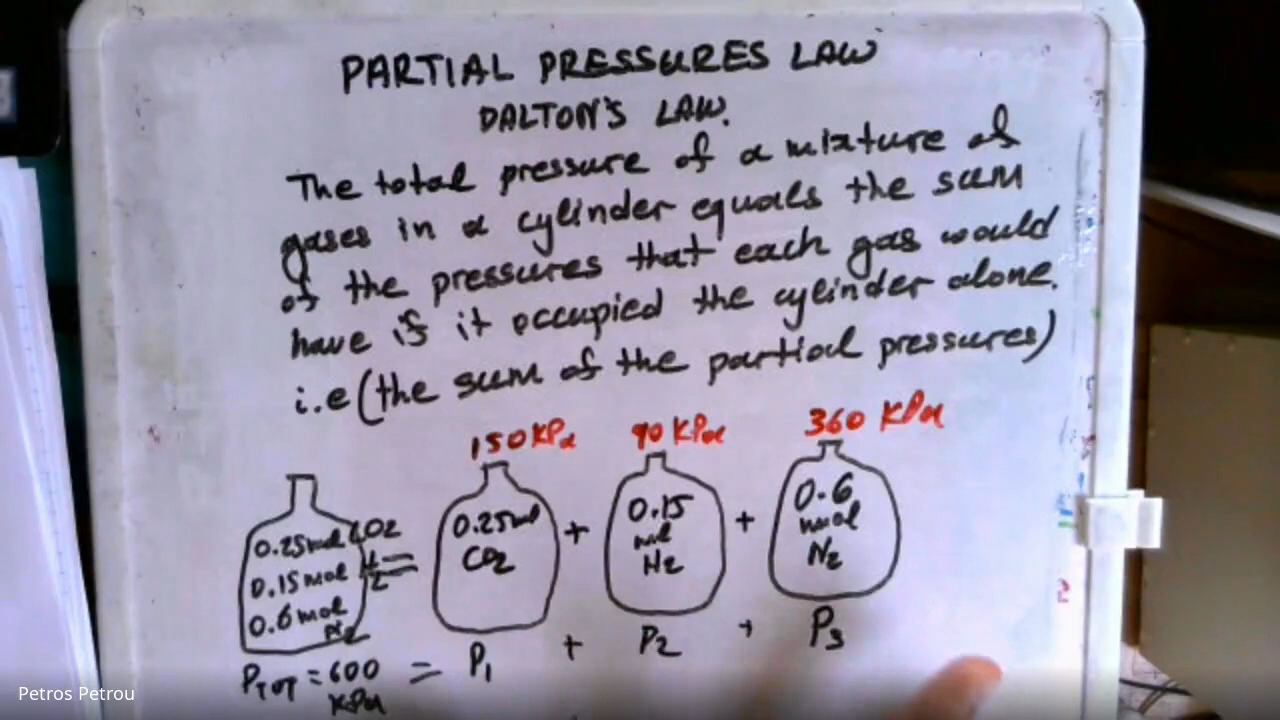 PARTIAL PRESSURES LAW
DALTON'S LAW.
The total pressure of a mixture of
gases in a cylinder equals the sum
of the pressures that each gas would
have if it occupied the cylinder alone.
i.e (the sum of the partial pressures)
150 KPa 90 KPa 360 KPa
0.25mol CO2
0.15mol H2
0.6mol N2
=
0.25mol
CO2
+
0.15
mol
H2
+
0.6
mol
N2
PTOT = 600 KPa = P1 + P2 + P3
Petros Petrou